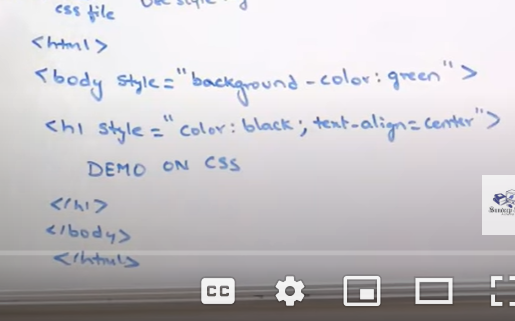 css file
<html>
<body style="background-color: green">
<h1 style="color: black; text-align=center">
DEMO ON CSS
</h1>
</body>
</html>
CC